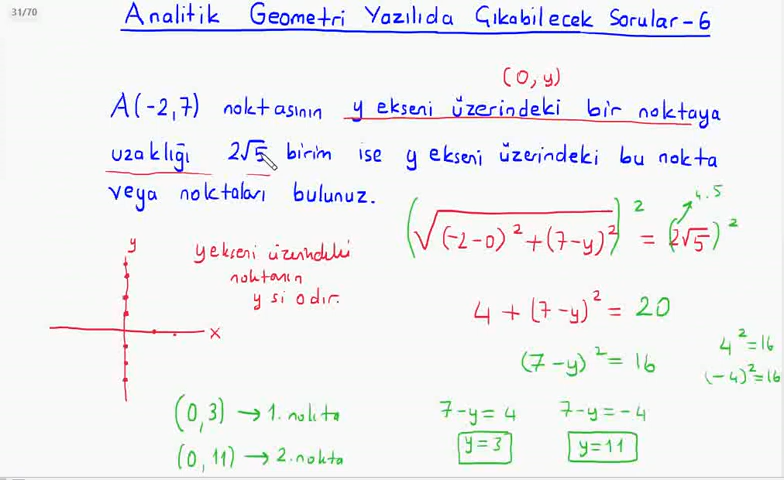 31/70
Analitik Geometri Yazılıda Çıkabilecek Sorular-6
(0, y)
A(-2,7) noktasının y ekseni üzerindeki bir noktaya
uzaklığı 2√5 birim ise y ekseni üzerindeki bu nokta
veya noktaları bulunuz.
4.5
(√((-2-0)² + (7-y)²))² = (2√5)²
y
y ekseni üzerindeki
noktanın
y si 0 dır.
x
4 + (7-y)² = 20
(7-y)² = 16
4² = 16
(-4)² = 16
7-y = 4 7-y = -4
y=3 y=11
(0, 3) → 1. nokta
(0, 11) → 2. nokta